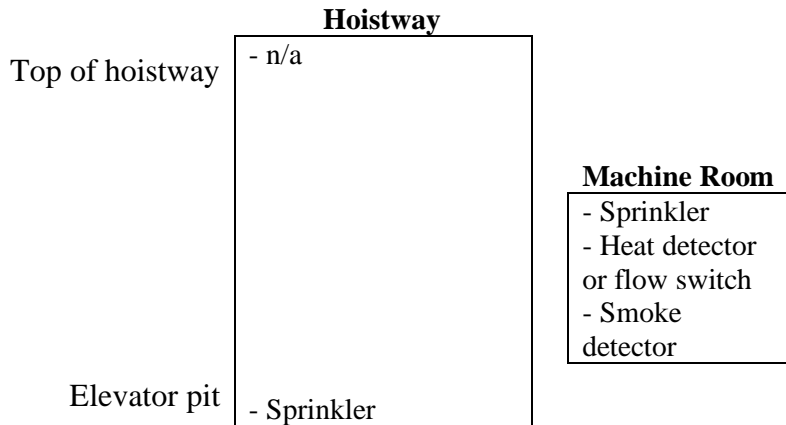 Hoistway
Top of hoistway
- n/a
Machine Room
- Sprinkler
- Heat detector
or flow switch
- Smoke
detector
Elevator pit
- Sprinkler